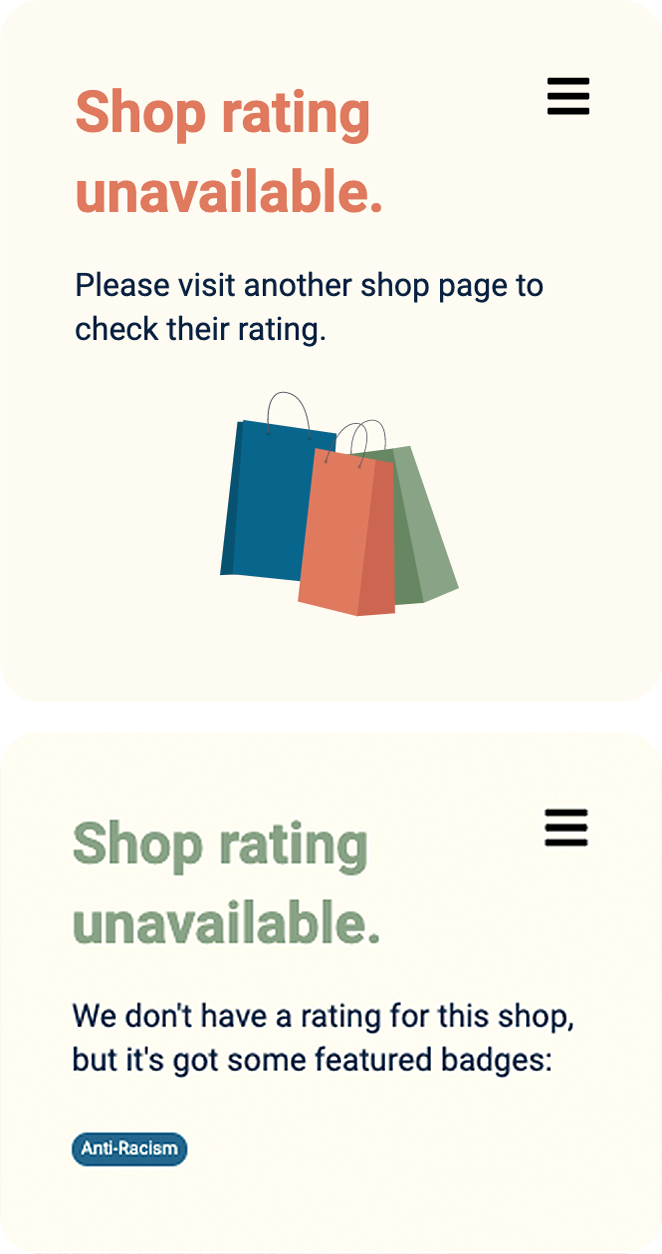 Shop rating
unavailable.
Please visit another shop page to
check their rating.
Shop rating
unavailable.
We don't have a rating for this shop,
but it's got some featured badges:
Anti-Racism